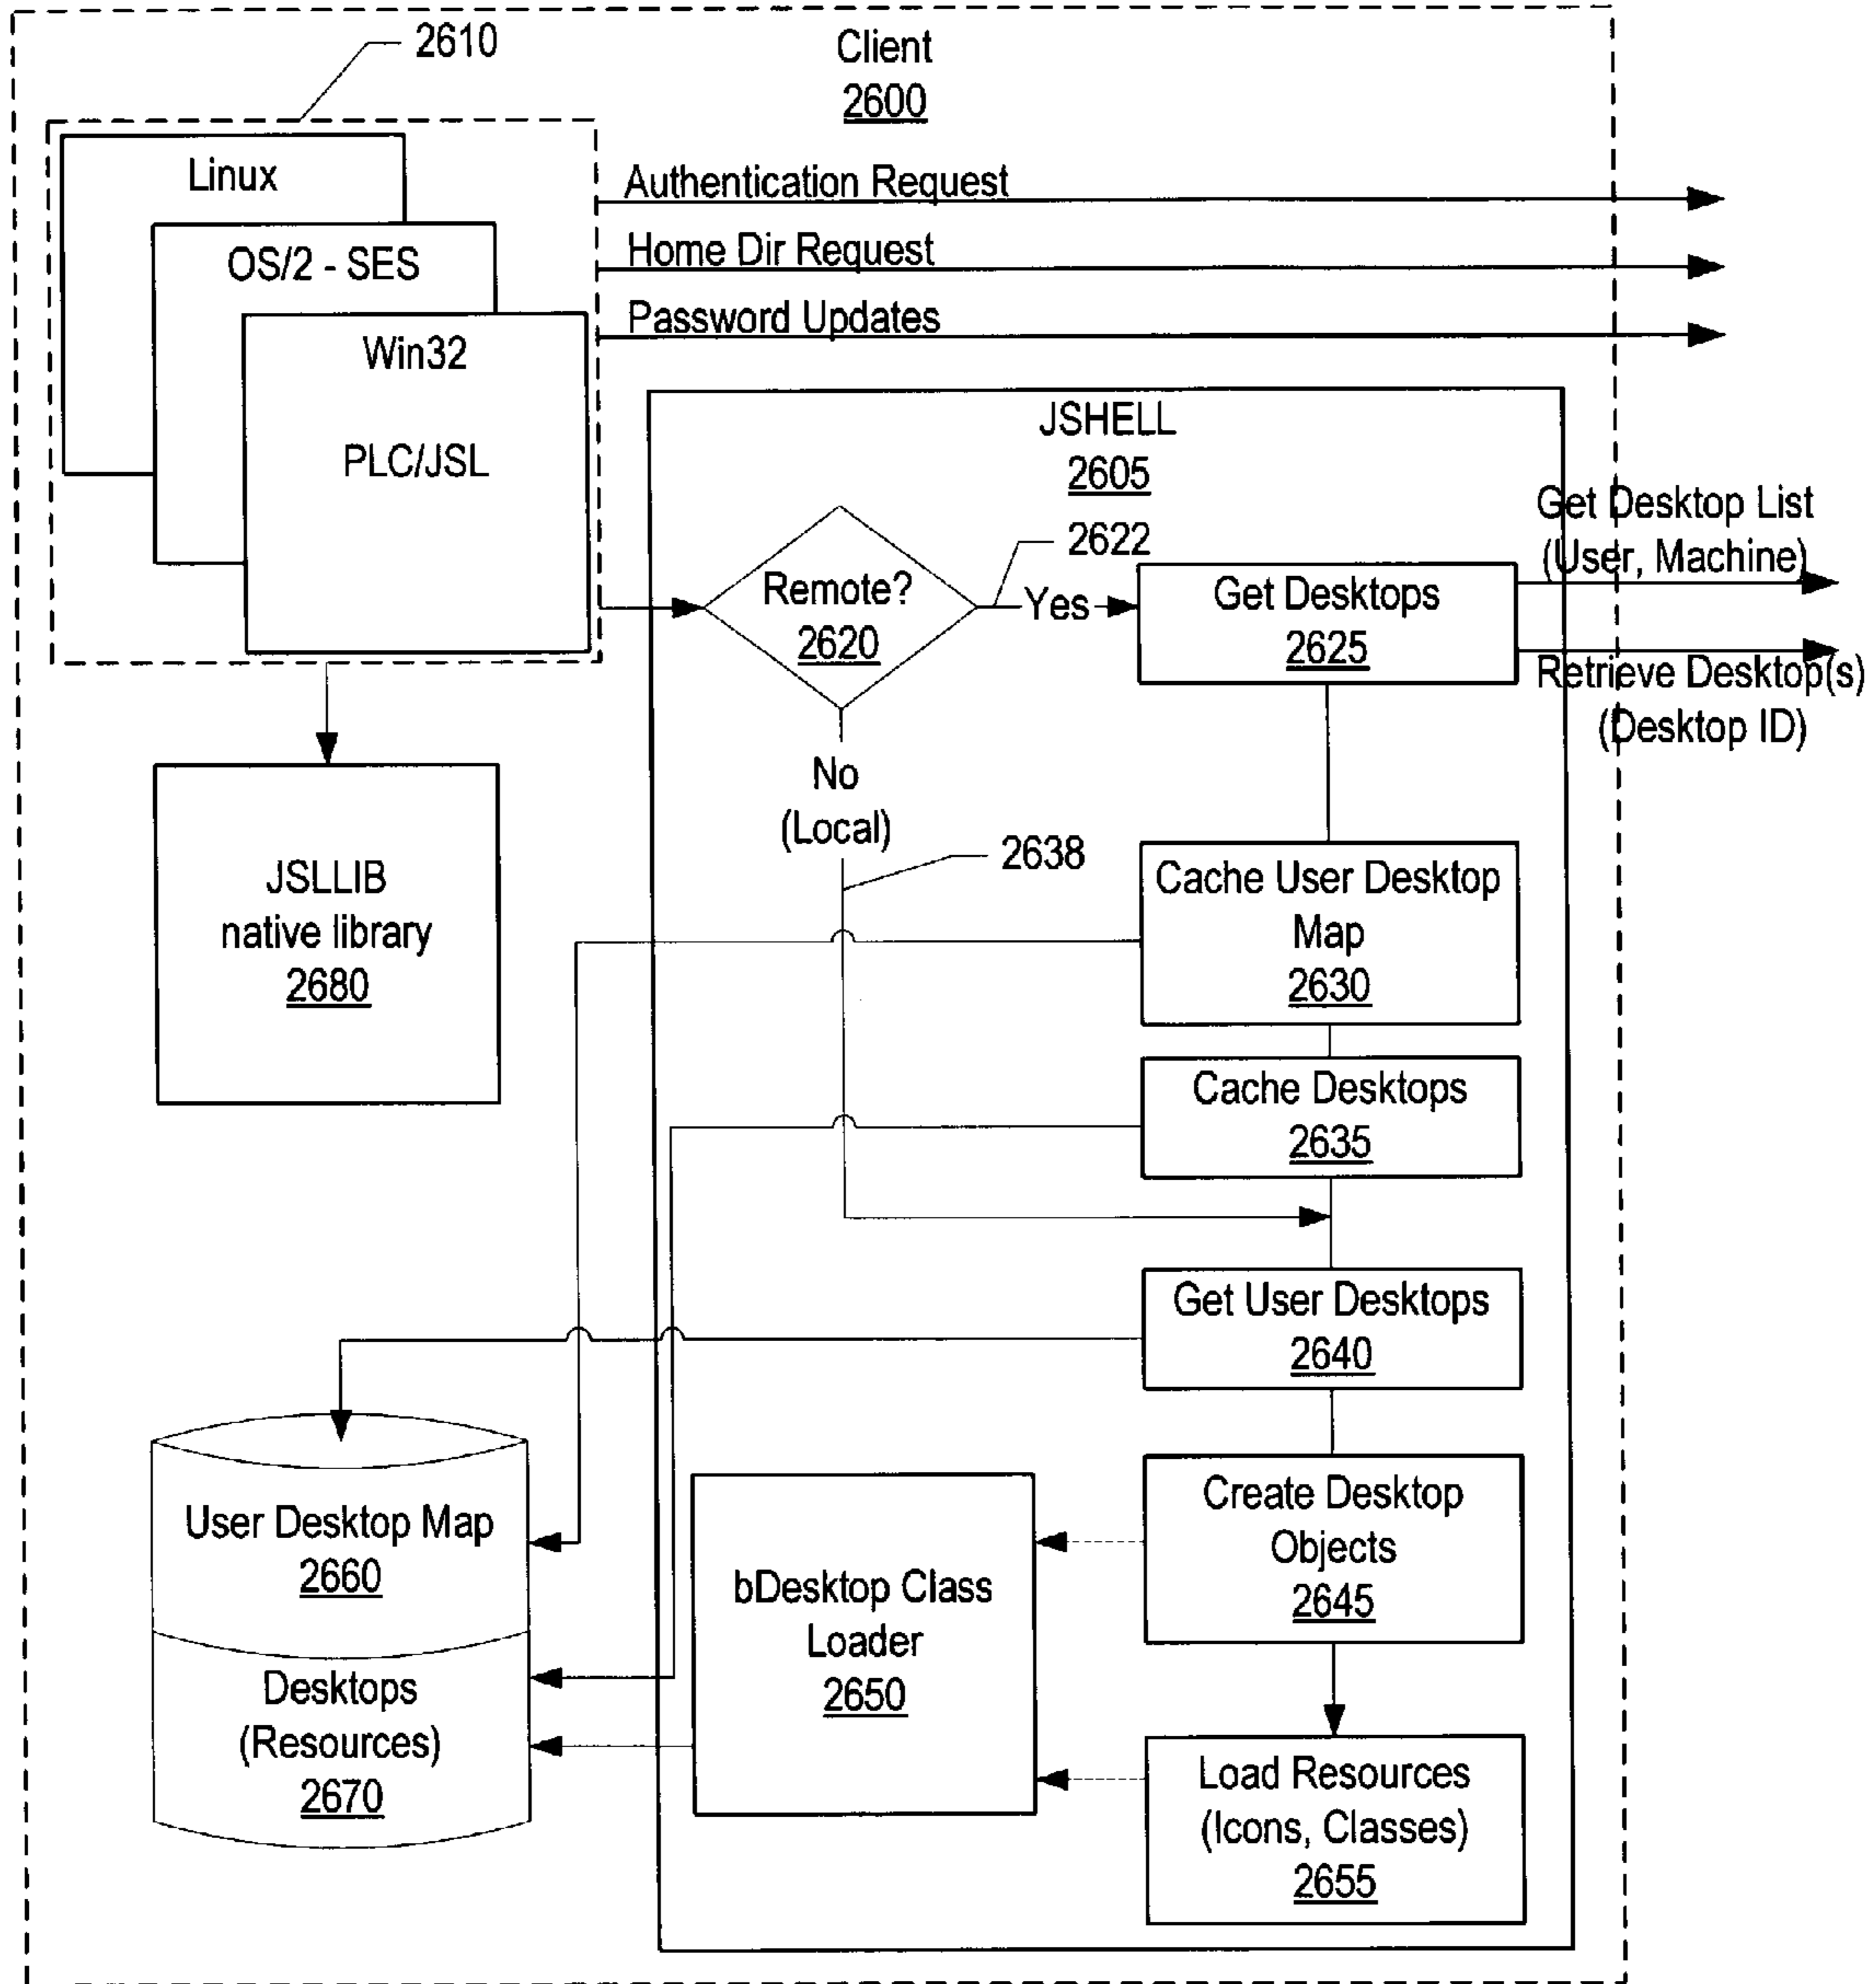 2610
Client
2600
Linux
Authentication Request
OS/2 - SES
Home Dir Request
Password Updates
Win32
PLC/JSL
JSHELL
2605
Get Desktop List
(User, Machine)
2622
Remote?
2620
Yes
Get Desktops
2625
Retrieve Desktop(s)
(Desktop ID)
No
(Local)
2638
JSLLIB
native library
2680
Cache User Desktop
Map
2630
Cache Desktops
2635
Get User Desktops
2640
User Desktop Map
2660
Create Desktop
Objects
2645
bDesktop Class
Loader
2650
Desktops
(Resources)
2670
Load Resources
(Icons, Classes)
2655